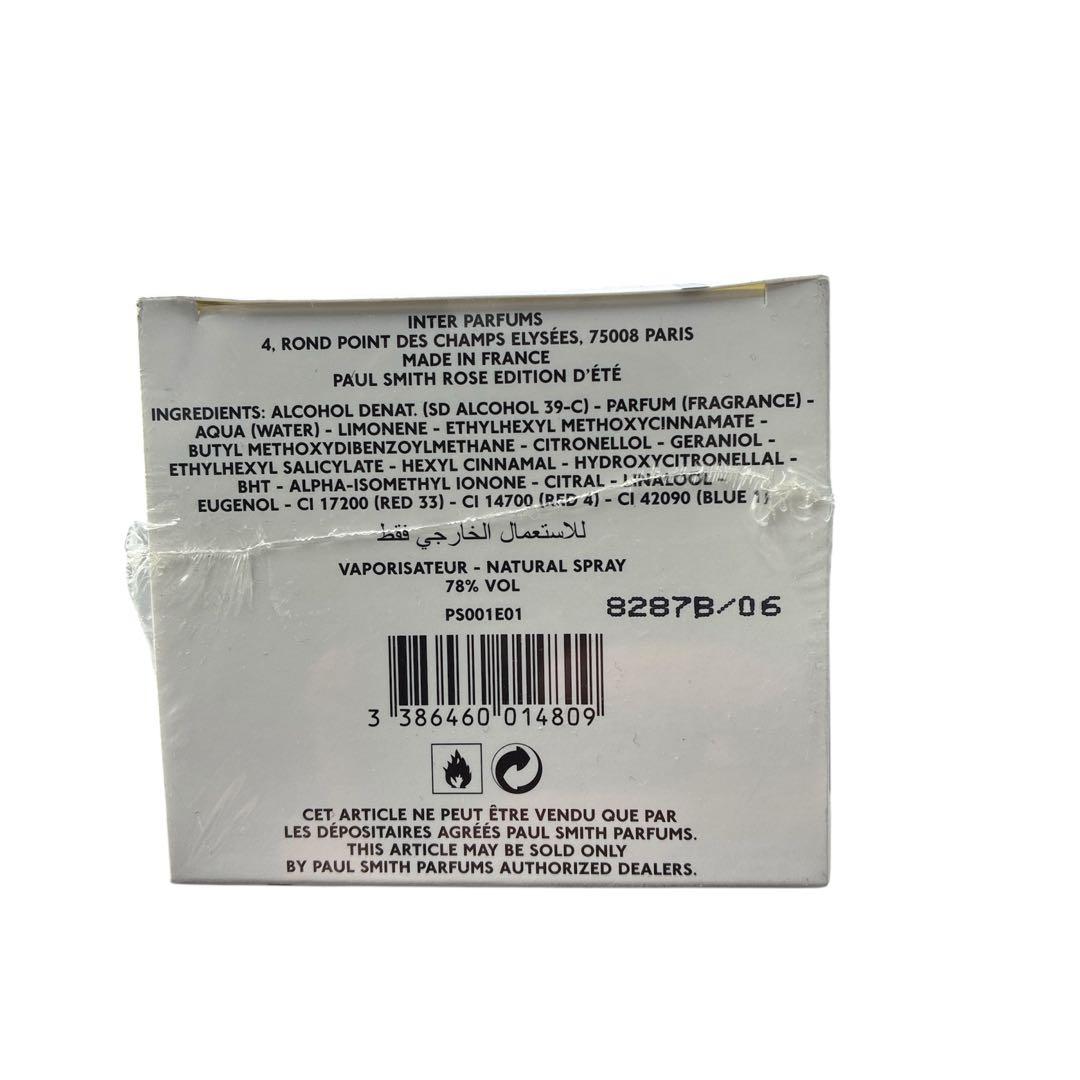 INTER PARFUMS
4, ROND POINT DES CHAMPS ELYSÉES, 75008 PARIS
MADE IN FRANCE
PAUL SMITH ROSE EDITION D'ÉTÉ
INGREDIENTS: ALCOHOL DENAT. (SD ALCOHOL 39-C) - PARFUM (FRAGRANCE) -
AQUA (WATER) - LIMONENE - ETHYLHEXYL METHOXYCINNAMATE -
BUTYL METHOXYDIBENZOYLMETHANE - CITRONELLOL - GERANIOL -
ETHYLHEXYL SALICYLATE - HEXYL CINNAMAL - HYDROXYCITRONELLAL -
BHT - ALPHA-ISOMETHYL IONONE - CITRAL - LINALOOL -
EUGENOL - CI 17200 (RED 33) - CI 14700 (RED 4) - CI 42090 (BLUE 1)
للاستعمال الخارجي فقط
VAPORISATEUR - NATURAL SPRAY
78% VOL
PS001E01
8287B/06
3 386460 014809
CET ARTICLE NE PEUT ÊTRE VENDU QUE PAR
LES DÉPOSITAIRES AGRÉÉS PAUL SMITH PARFUMS.
THIS ARTICLE MAY BE SOLD ONLY
BY PAUL SMITH PARFUMS AUTHORIZED DEALERS.